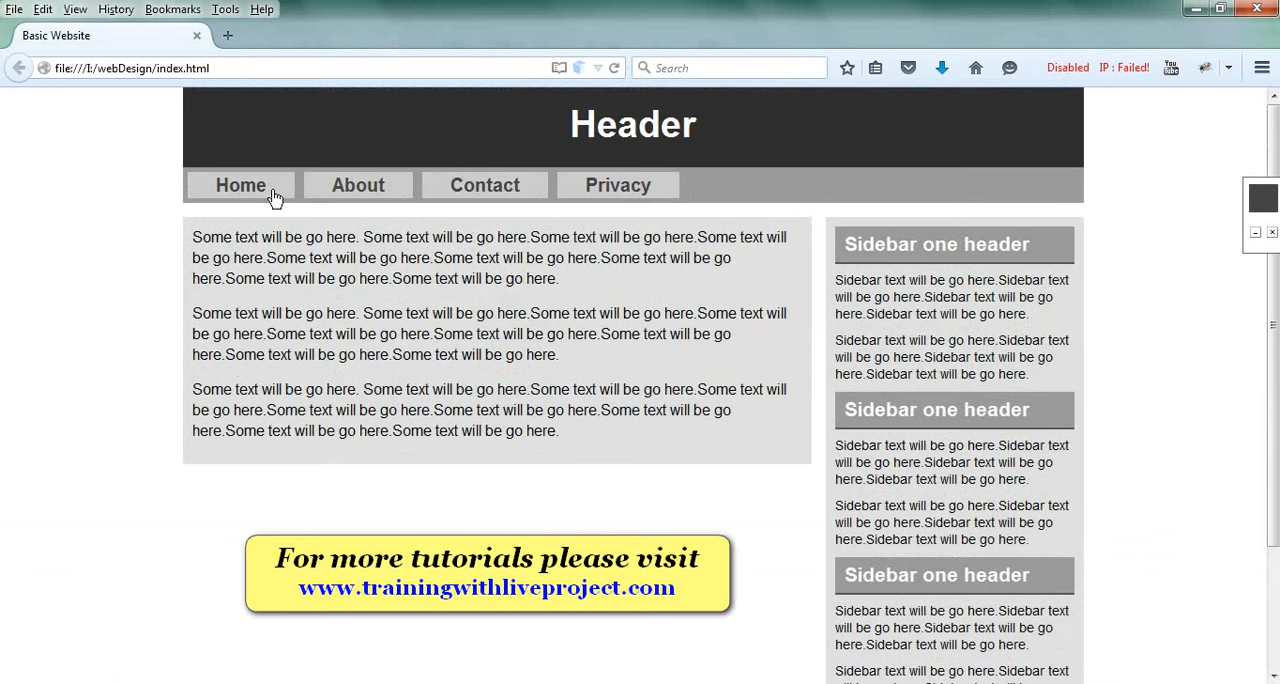 File Edit View History Bookmarks Tools Help
Basic Website
file:///I:/webDesign/index.html
Search
Disabled IP : Failed!
You Tube
Header
Home About Contact Privacy
Some text will be go here. Some text will be go here.Some text will be go here.Some text will
be go here.Some text will be go here.Some text will be go here.Some text will be go
here.Some text will be go here.Some text will be go here.
Some text will be go here. Some text will be go here.Some text will be go here.Some text will
be go here.Some text will be go here.Some text will be go here.Some text will be go
here.Some text will be go here.Some text will be go here.
Some text will be go here. Some text will be go here.Some text will be go here.Some text will
be go here.Some text will be go here.Some text will be go here.Some text will be go
here.Some text will be go here.Some text will be go here.
Sidebar one header
Sidebar text will be go here.Sidebar text
will be go here.Sidebar text will be go
here.Sidebar text will be go here.
Sidebar text will be go here.Sidebar text
will be go here.Sidebar text will be go
here.Sidebar text will be go here.
Sidebar one header
Sidebar text will be go here.Sidebar text
will be go here.Sidebar text will be go
here.Sidebar text will be go here.
Sidebar text will be go here.Sidebar text
will be go here.Sidebar text will be go
here.Sidebar text will be go here.
Sidebar one header
Sidebar text will be go here.Sidebar text
will be go here.Sidebar text will be go
here.Sidebar text will be go here.
Sidebar text will be go here.Sidebar text
For more tutorials please visit
www.trainingwithliveproject.com